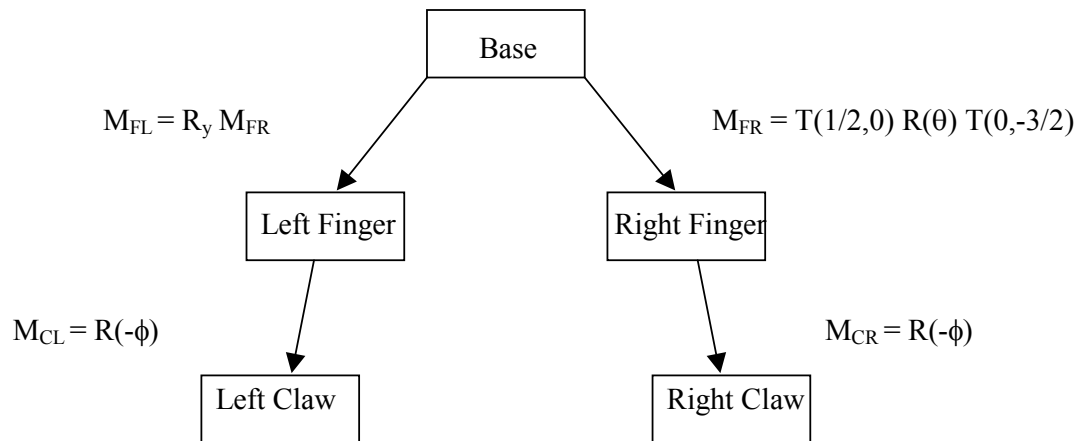 Base
M_FL = R_y M_FR
M_FR = T(1/2,0) R(θ) T(0,-3/2)
Left Finger
Right Finger
M_CL = R(-ϕ)
M_CR = R(-ϕ)
Left Claw
Right Claw